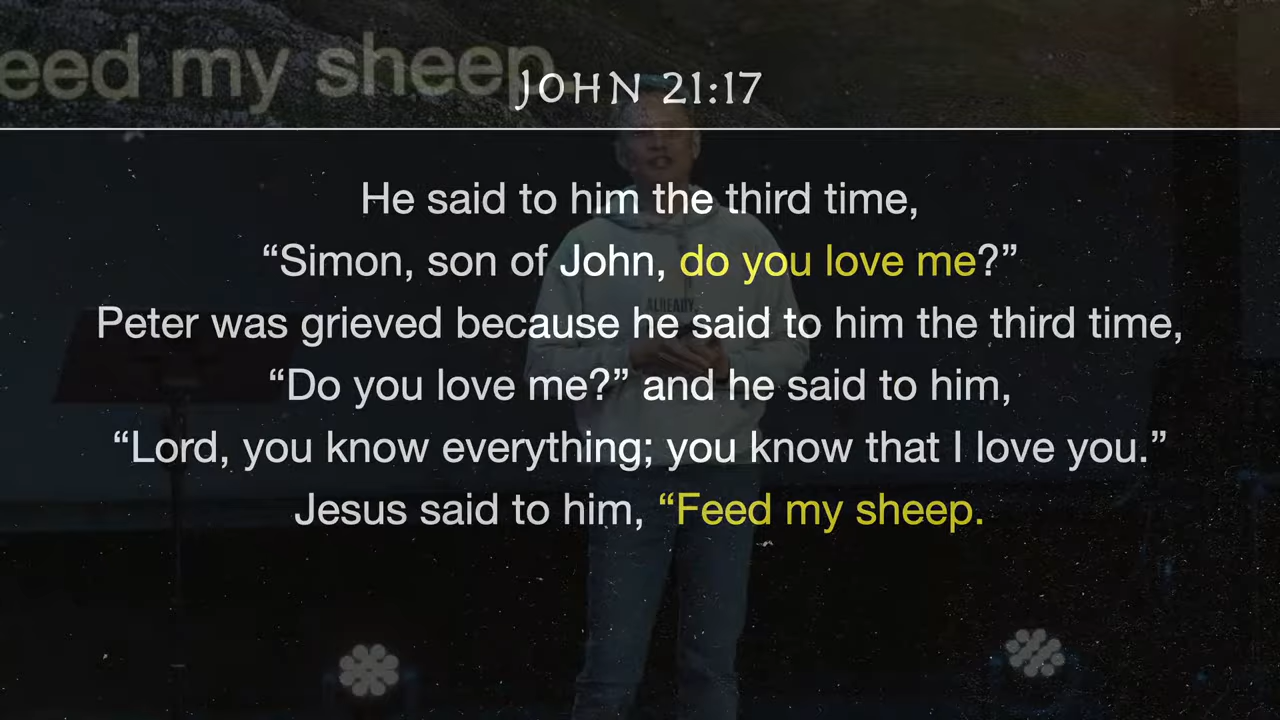 eed my sheep
JOHN 21:17
He said to him the third time,
“Simon, son of John, do you love me?”
Peter was grieved because he said to him the third time,
“Do you love me?” and he said to him,
“Lord, you know everything; you know that I love you.”
Jesus said to him, “Feed my sheep.
ALREADY